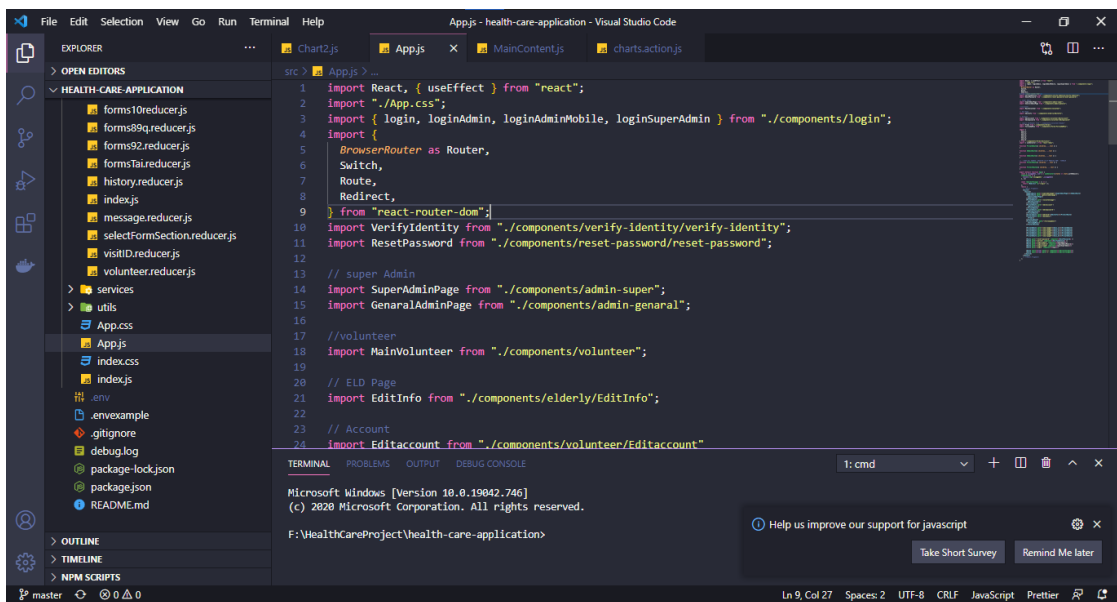 File Edit Selection View Go Run Terminal Help App.js - health-care-application - Visual Studio Code
EXPLORER
OPEN EDITORS
HEALTH-CARE-APPLICATION
forms10reducer.js
forms89q.reducer.js
forms92.reducer.js
formsTai.reducer.js
history.reducer.js
index.js
message.reducer.js
selectFormSection.reducer.js
visitID.reducer.js
volunteer.reducer.js
services
utils
App.css
App.js
index.css
index.js
.env
.envexample
.gitignore
debug.log
package-lock.json
package.json
README.md
OUTLINE
TIMELINE
NPM SCRIPTS
Chart2.js App.js MainContent.js charts.action.js
src > App.js > ...
1 import React, { useEffect } from "react";
2 import "./App.css";
3 import { login, loginAdmin, loginAdminMobile, loginSuperAdmin } from "./components/login";
4 import {
5 BrowserRouter as Router,
6 Switch,
7 Route,
8 Redirect,
9 } from "react-router-dom";
10 import VerifyIdentity from "./components/verify-identity/verify-identity";
11 import ResetPassword from "./components/reset-password/reset-password";
12
13 // super Admin
14 import SuperAdminPage from "./components/admin-super";
15 import GenaralAdminPage from "./components/admin-genaral";
16
17 //volunteer
18 import MainVolunteer from "./components/volunteer";
19
20 // ELD Page
21 import EditInfo from "./components/elderly/EditInfo";
22
23 // Account
24 import Editaccount from "./components/volunteer/Editaccount"
TERMINAL PROBLEMS OUTPUT DEBUG CONSOLE 1: cmd
Microsoft Windows [Version 10.0.19042.746]
(c) 2020 Microsoft Corporation. All rights reserved.
F:\HealthCareProject\health-care-application>
Help us improve our support for javascript
Take Short Survey Remind Me later
master 0 0 Ln 9, Col 27 Spaces: 2 UTF-8 CRLF JavaScript Prettier